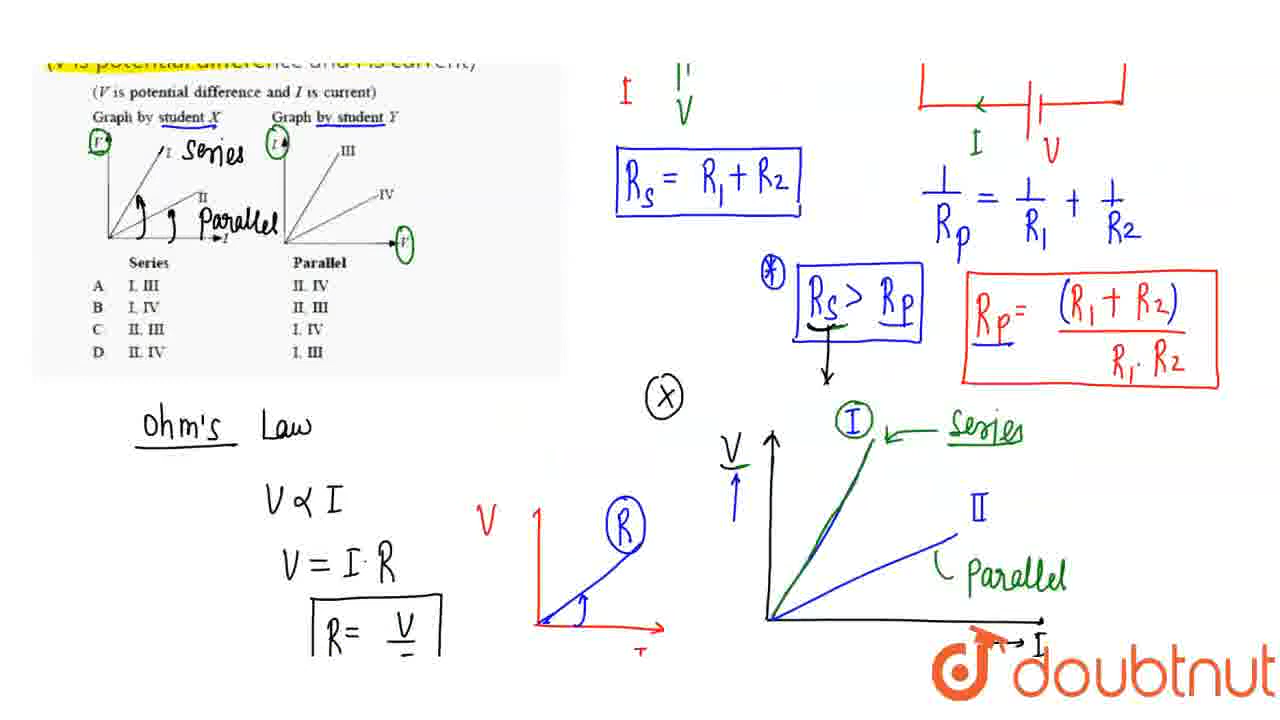 (V is potential difference and I is current)
(V is potential difference and I is current)
Graph by student X Graph by student Y
V
I
Series
II
Parallel
I
I
III
IV
V
Series Parallel
A I, III II, IV
B I, IV II, III
C II, III I, IV
D II, IV I, III
I
V
I
V
Rs = R1 + R2
1/Rp = 1/R1 + 1/R2
* Rs > Rp
Rp = (R1 + R2)/R1 . R2
Ohm's Law
V ∝ I
V = I . R
R = V
V
R
X
V
I
Series
II
Parallel
I
doubtnut